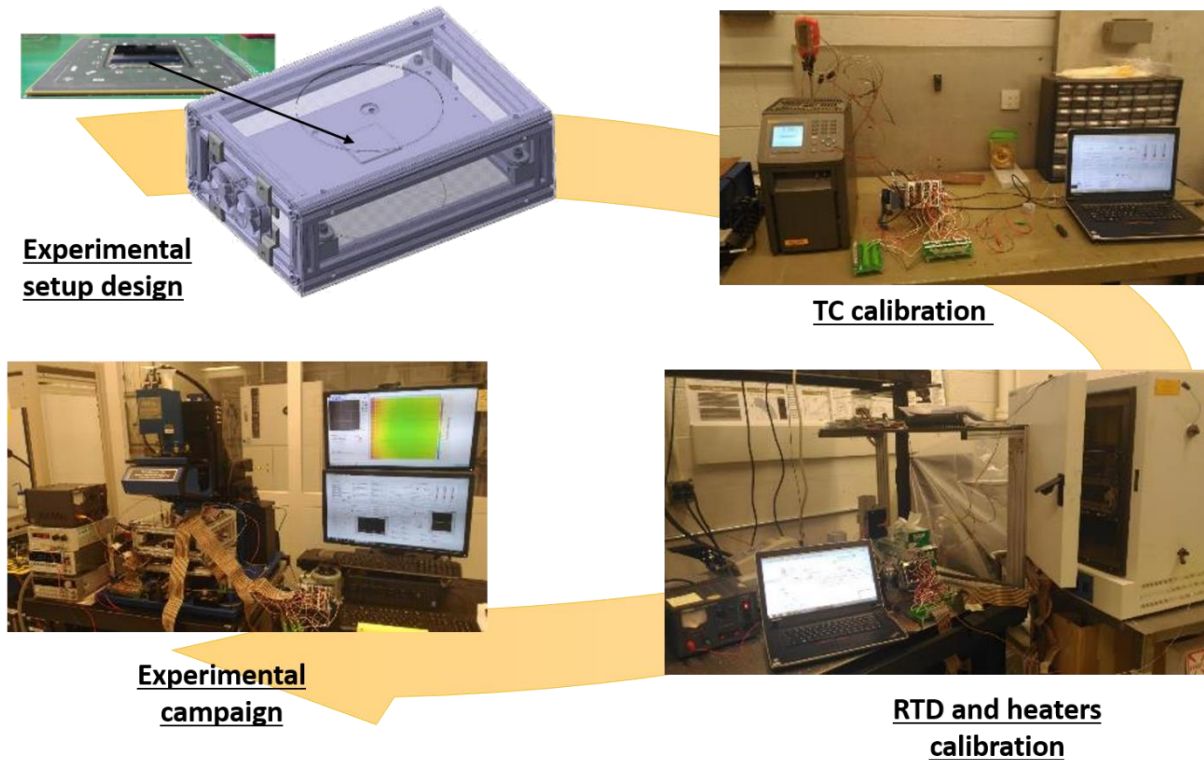 Experimental
setup design
TC calibration
Experimental
campaign
RTD and heaters
calibration